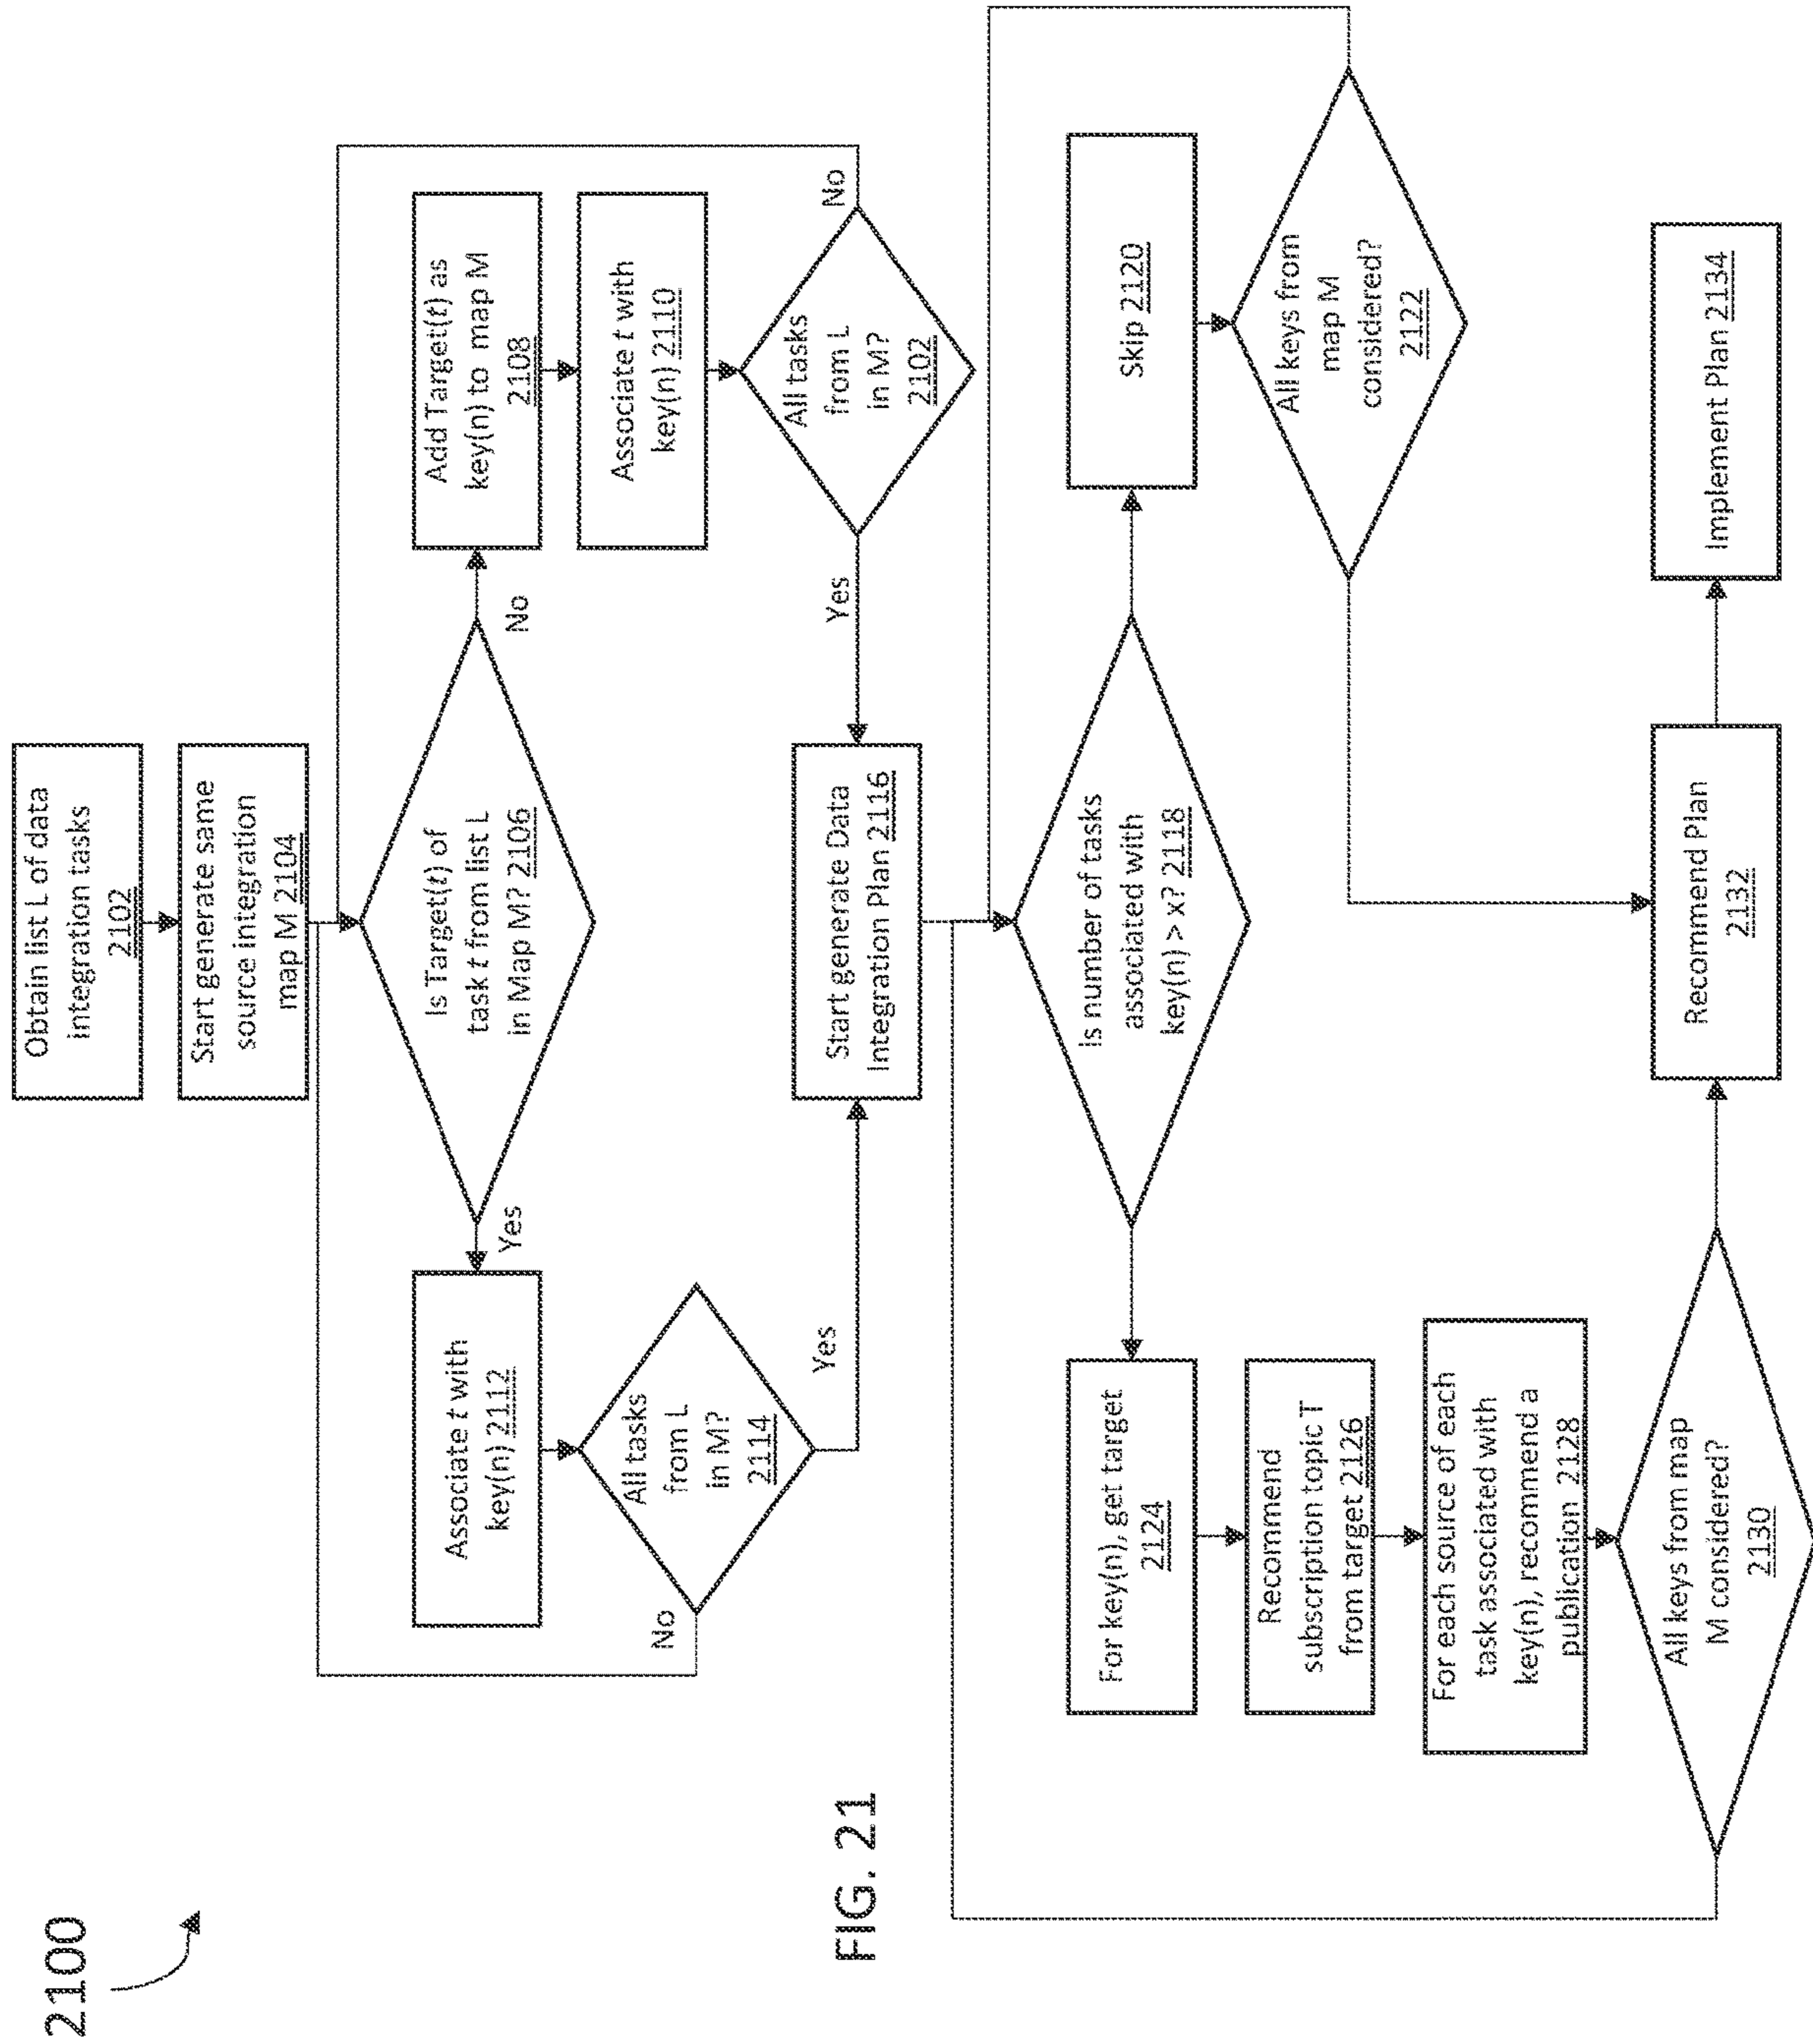 2100
Obtain list L of data
integration tasks
2102
Start generate same
source integration
map M 2104
Is Target(t) of
task t from list L
in Map M? 2106
Yes
No
Associate t with
key(n) 2112
All tasks
from L
in M?
2114
No
Yes
Add Target(t) as
key(n) to map M
2108
Associate t with
key(n) 2110
All tasks
from L
in M?
2102
No
Yes
Start generate Data
Integration Plan 2116
FIG. 21
Is number of tasks
associated with
key(n) > x? 2118
For key(n), get target
2124
Recommend
subscription topic T
from target 2126
For each source of each
task associated with
key(n), recommend a
publication 2128
All keys from map
M considered?
2130
Skip 2120
All keys from
map M
considered?
2122
Recommend Plan
2132
Implement Plan 2134